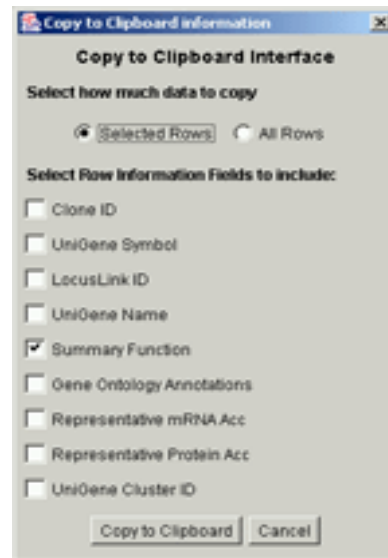 Copy to Clipboard information
Copy to Clipboard Interface
Select how much data to copy
Selected Rows All Rows
Select Row Information Fields to include:
Clone ID
UniGene Symbol
LocusLink ID
UniGene Name
Summary Function
Gene Ontology Annotations
Representative mRNA Acc
Representative Protein Acc
UniGene Cluster ID
Copy to Clipboard Cancel